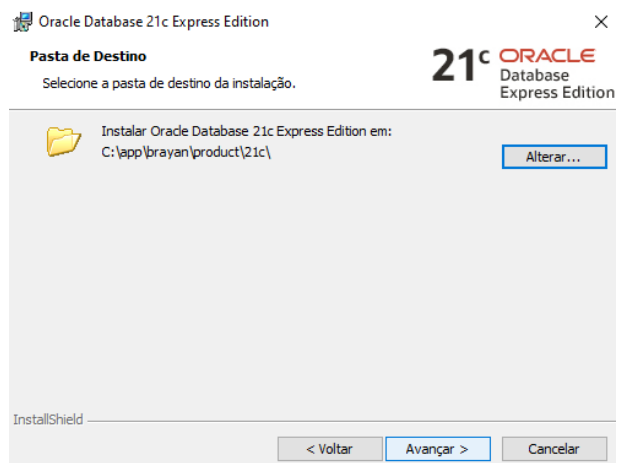 Oracle Database 21c Express Edition
Pasta de Destino
Selecione a pasta de destino da instalação.
21c ORACLE
Database
Express Edition
Instalar Oracle Database 21c Express Edition em:
C:\app\brayan\product\21c\
Alterar...
InstallShield
< Voltar
Avançar >
Cancelar